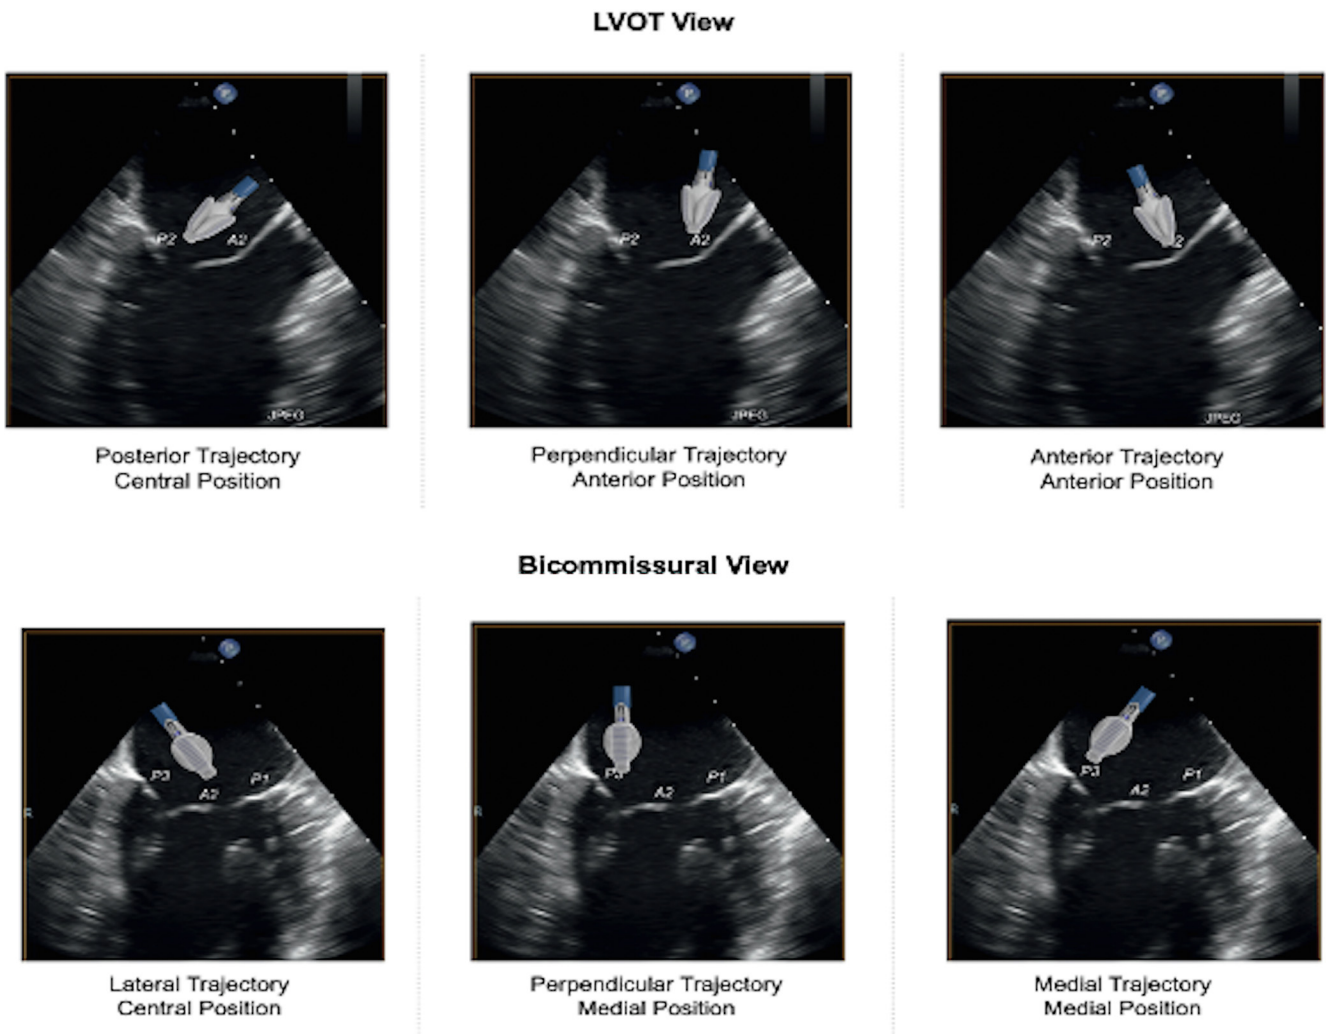 LVOT View
P2 A2
P2 A2
P2 2
JPEG
JPEG
JPEG
Posterior Trajectory
Central Position
Perpendicular Trajectory
Anterior Position
Anterior Trajectory
Anterior Position
Bicommissural View
P3 A2 P1
P3 A2 P1
P3 A2 P1
R
R
R
Lateral Trajectory
Central Position
Perpendicular Trajectory
Medial Position
Medial Trajectory
Medial Position